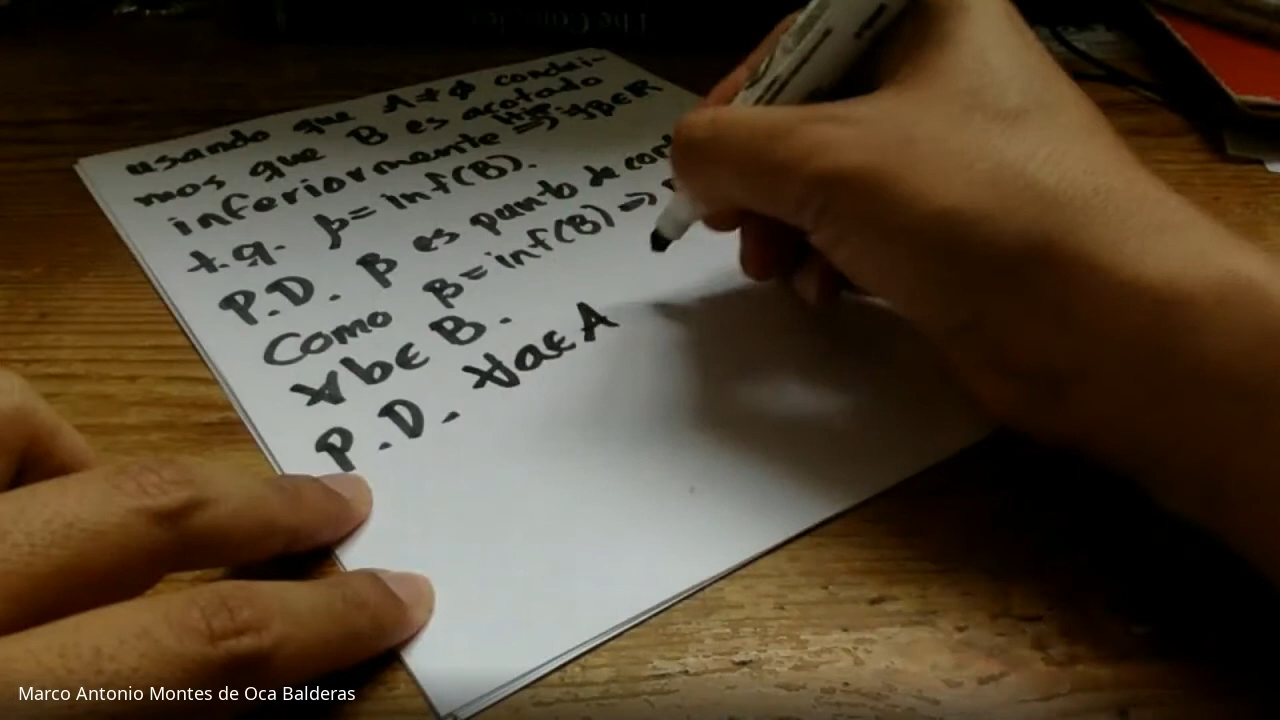 usando que A≠∅ conclui-
mos que B es acotado
inferiormente Hip ⇒ ∃β∈R
t.q. β=inf(B).
P.D. β es punto de
Como β=inf(B) ⇒
∀b∈B.
P.D. ∀a∈A
Marco Antonio Montes de Oca Balderas